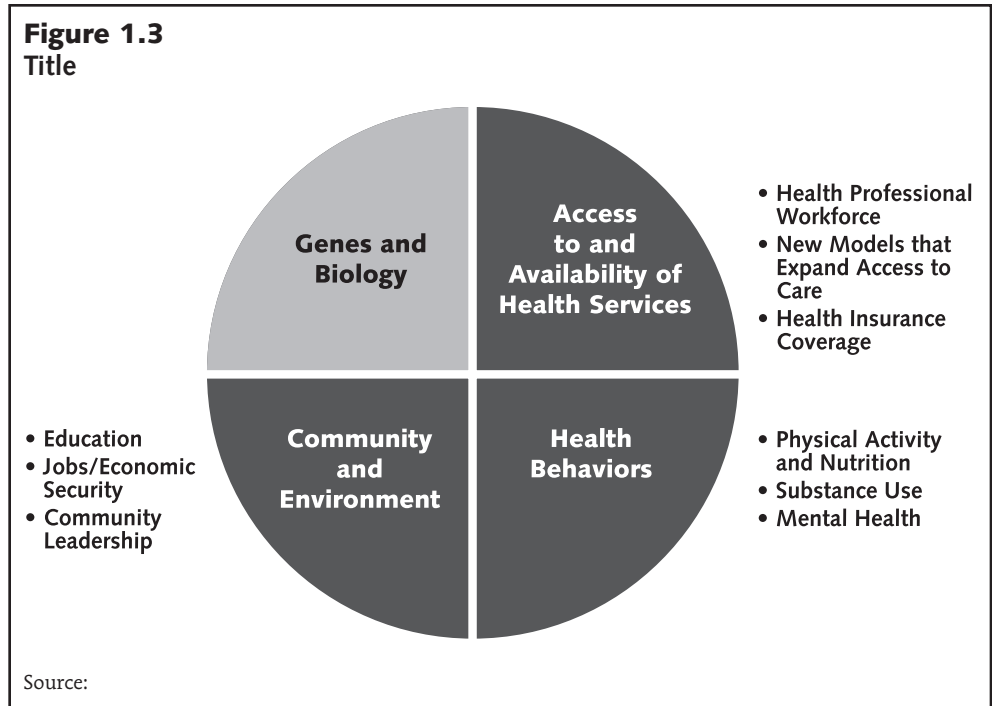 Figure 1.3
Title
Genes and
Biology
Access
to and
Availability of
Health Services
• Health Professional
Workforce
• New Models that
Expand Access to
Care
• Health Insurance
Coverage
• Education
• Jobs/Economic
Security
• Community
Leadership
Community
and
Environment
Health
Behaviors
• Physical Activity
and Nutrition
• Substance Use
• Mental Health
Source: